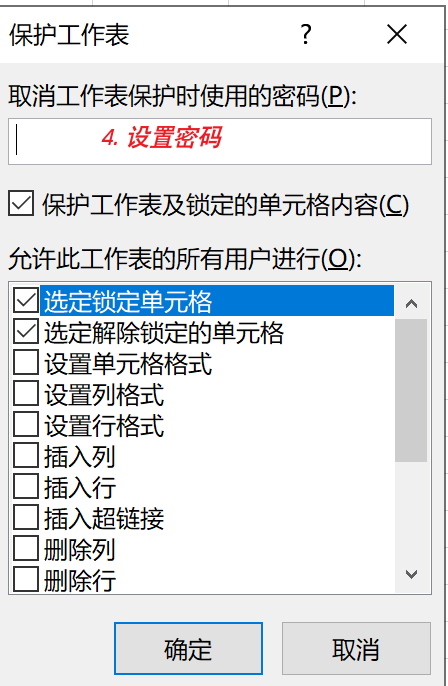 保护工作表
?
取消工作表保护时使用的密码(P):
4. 设置密码
保护工作表及锁定的单元格内容(C)
允许此工作表的所有用户进行(O):
选定锁定单元格
选定解除锁定的单元格
设置单元格格式
设置列格式
设置行格式
插入列
插入行
插入超链接
删除列
删除行
确定
取消